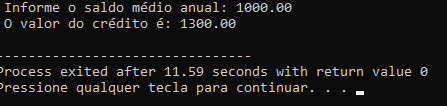 Informe o saldo médio anual: 1000.00
O valor do crédito é: 1300.00
--------------------------------
Process exited after 11.59 seconds with return value 0
Pressione qualquer tecla para continuar. . .